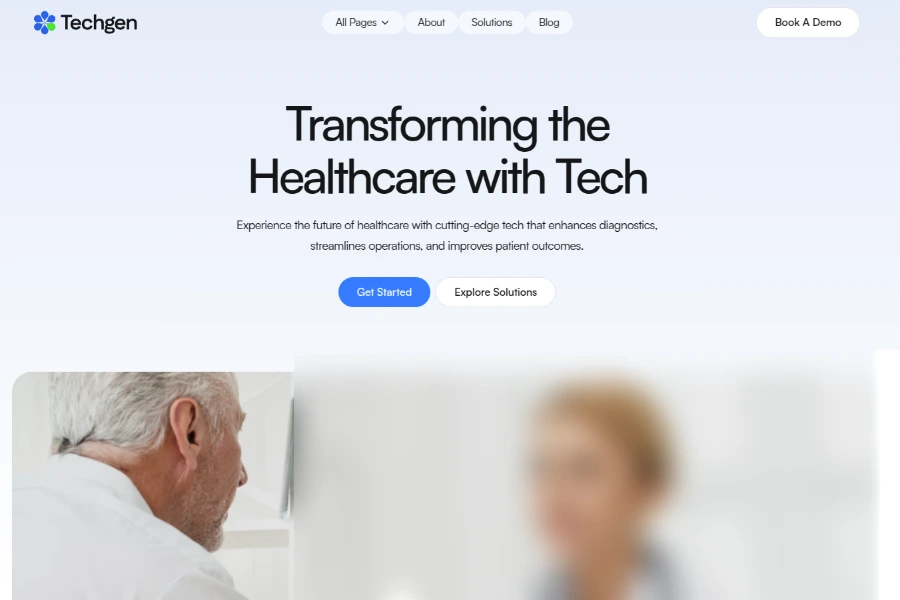 Techgen
All Pages
About
Solutions
Blog
Book A Demo
Transforming the
Healthcare with Tech
Experience the future of healthcare with cutting-edge tech that enhances diagnostics,
streamlines operations, and improves patient outcomes.
Get Started
Explore Solutions